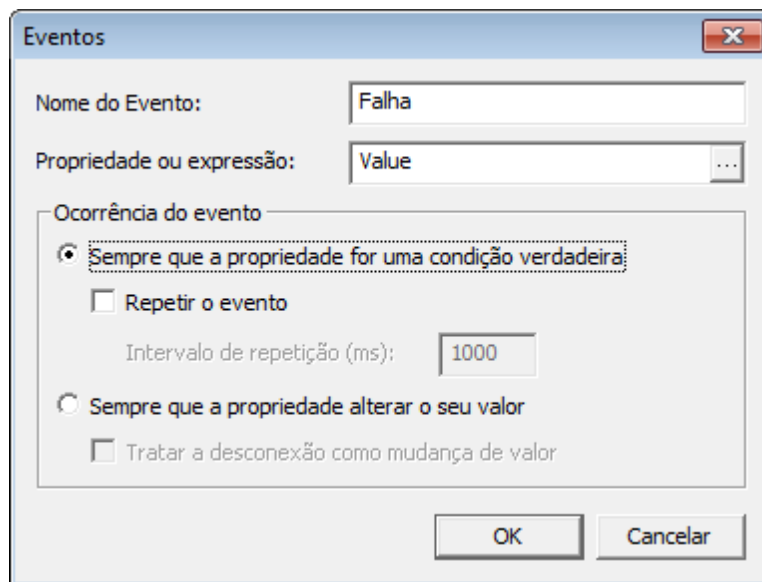 Eventos
Nome do Evento: Falha
Propriedade ou expressão: Value ...
Ocorrência do evento
Sempre que a propriedade for uma condição verdadeira
Repetir o evento
Intervalo de repetição (ms): 1000
Sempre que a propriedade alterar o seu valor
Tratar a desconexão como mudança de valor
OK Cancelar